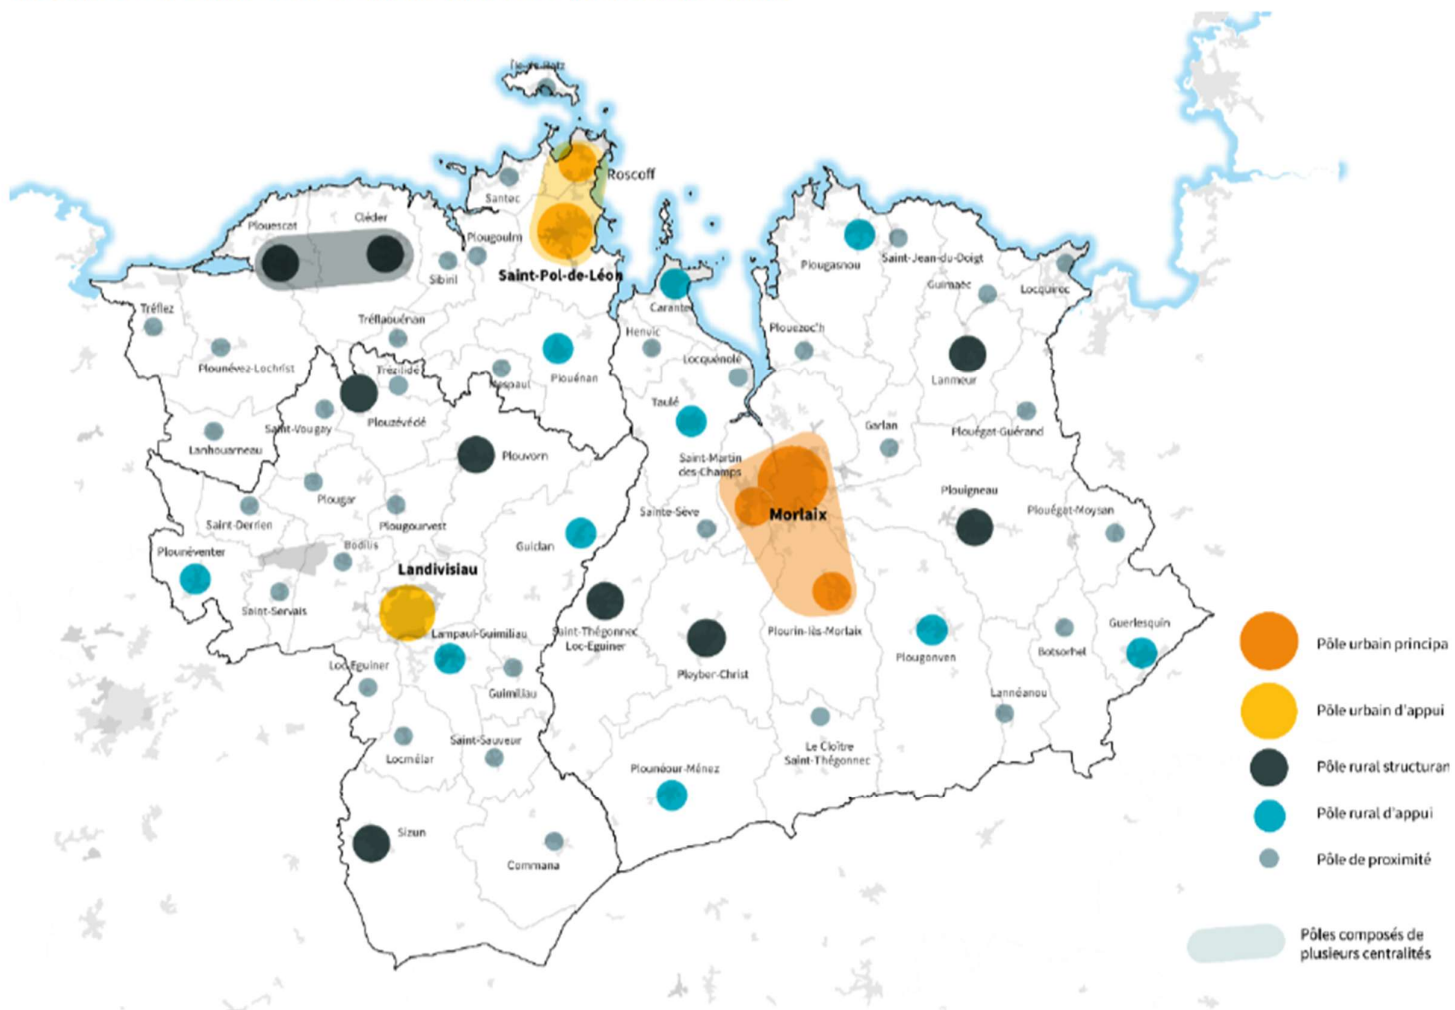 Île-de-Batz
Roscoff
Santec
Cléder
Plouescat
Plougoulm
Saint-Pol-de-Léon
Sibiril
Plougasnou
Saint-Jean-du-Doigt
Guimaëc
Locquirec
Carante
Tréflez
Tréflaouénan
Henvic
Plouezoc'h
Plounévez-Lochrist
Trézilidé
Mespaul
Plouénan
Locquénolé
Lanmeur
Taulé
Saint-Vougay
Plouzévédé
Garlan
Plouégat-Guérand
Lanhouarneau
Plouvorn
Saint-Martin
des-Champs
Plougar
Plouigneau
Saint-Derrien
Plougourvest
Sainte-Sève
Morlaix
Plouégat-Moysan
Plounéventer
Bodilis
Guiclan
Landivisiau
Saint-Servais
Lampaul-Guimiliau
Saint-Thégonnec
Loc-Eguiner
Plourin-lès-Morlaix
Guerlesquin
Loc-Eguiner
Guimiliau
Pleyber-Christ
Plougonven
Botsorhel
Lannéanou
Locmélar
Saint-Sauveur
Le Cloître
Saint-Thégonnec
Plounéour-Ménez
Sizun
Commana
Pôle urbain principa
Pôle urbain d'appui
Pôle rural structuran
Pôle rural d'appui
Pôle de proximité
Pôles composés de
plusieurs centralités